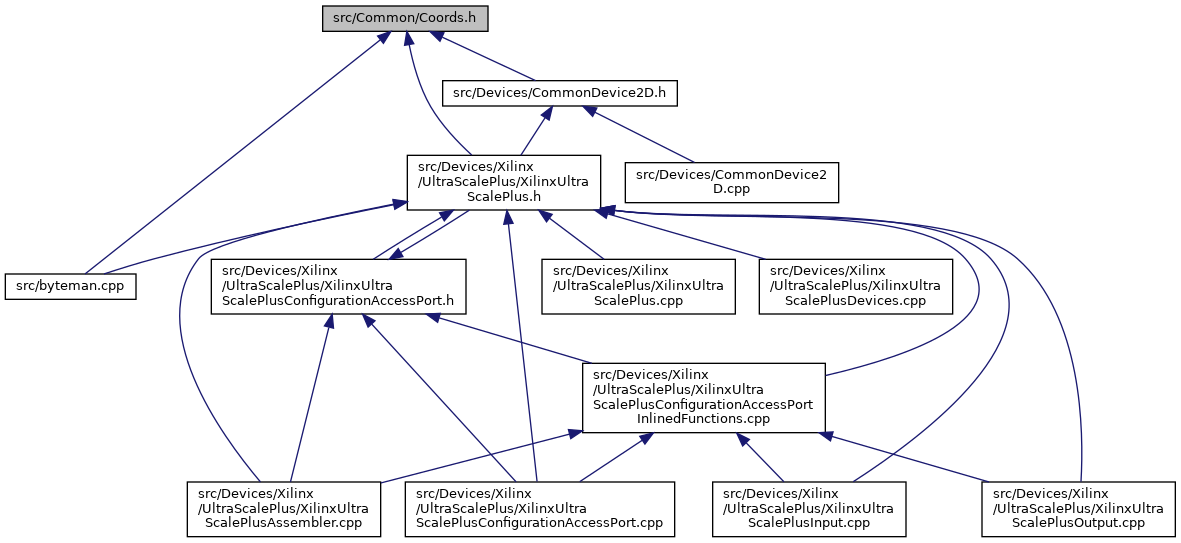 src/Common/Coords.h
src/Devices/CommonDevice2D.h
src/Devices/Xilinx
/UltraScalePlus/XilinxUltra
ScalePlus.h
src/Devices/CommonDevice2
D.cpp
src/byteman.cpp
src/Devices/Xilinx
/UltraScalePlus/XilinxUltra
ScalePlusConfigurationAccessPort.h
src/Devices/Xilinx
/UltraScalePlus/XilinxUltra
ScalePlus.cpp
src/Devices/Xilinx
/UltraScalePlus/XilinxUltra
ScalePlusDevices.cpp
src/Devices/Xilinx
/UltraScalePlus/XilinxUltra
ScalePlusConfigurationAccessPort
InlinedFunctions.cpp
src/Devices/Xilinx
/UltraScalePlus/XilinxUltra
ScalePlusAssembler.cpp
src/Devices/Xilinx
/UltraScalePlus/XilinxUltra
ScalePlusConfigurationAccessPort.cpp
src/Devices/Xilinx
/UltraScalePlus/XilinxUltra
ScalePlusInput.cpp
src/Devices/Xilinx
/UltraScalePlus/XilinxUltra
ScalePlusOutput.cpp